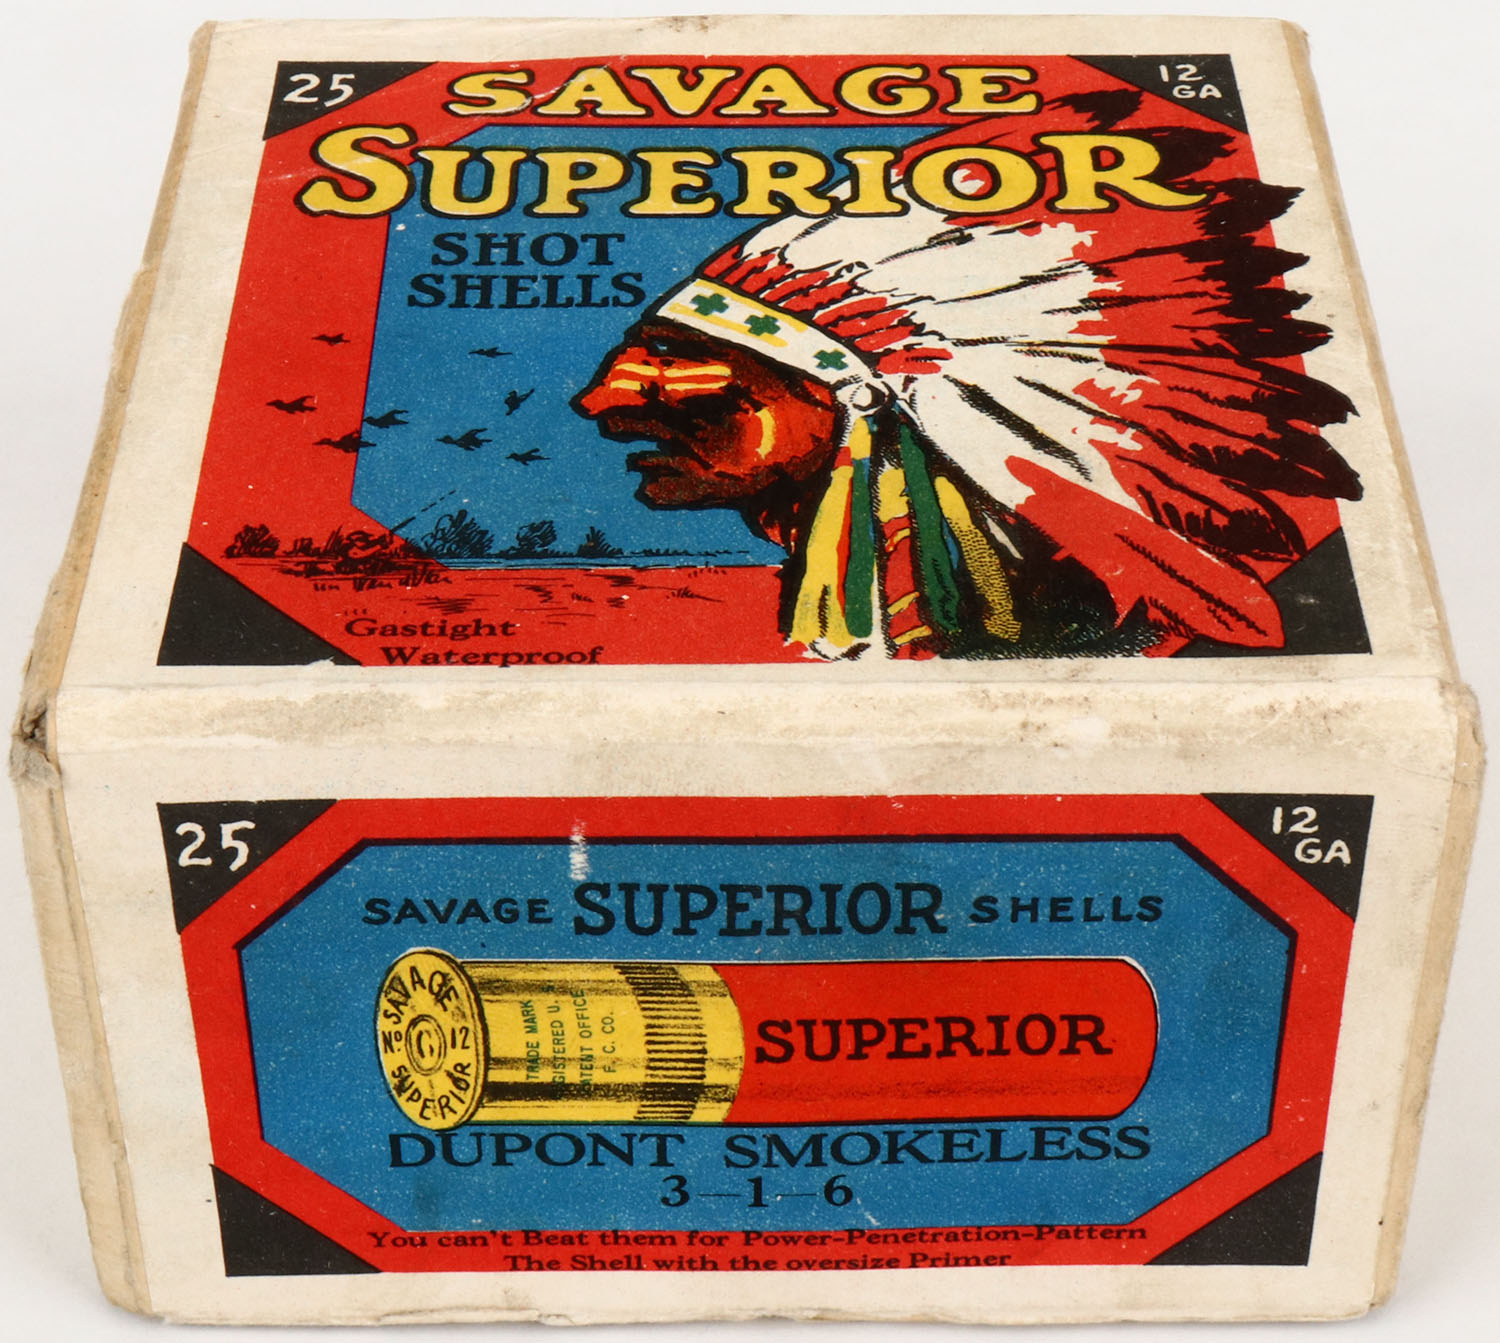 25
SAVAGE
12
GA
SUPERIOR
SHOT
SHELLS
Gastight
Waterproof
25
12
GA
SAVAGE SUPERIOR SHELLS
SAVAGE
No 12
SUPERIOR
TRADE MARK
GISTERED U. S
ATENT OFFICE
F. C. CO.
SUPERIOR
DUPONT SMOKELESS
3-1-6
You can't Beat them for Power-Penetration-Pattern
The Shell with the oversize Primer